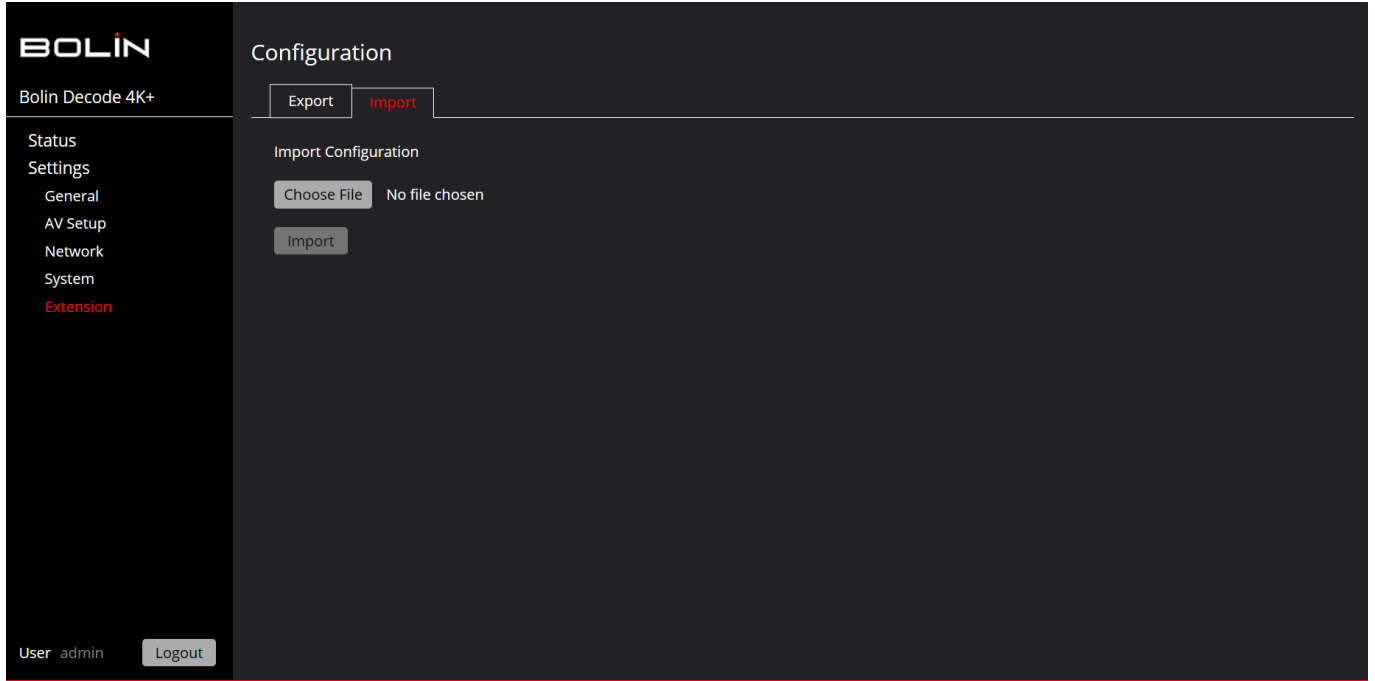 BOLIN
Bolin Decode 4K+
Status
Settings
General
AV Setup
Network
System
Extension
User admin
Logout
Configuration
Export
Import
Import Configuration
Choose File No file chosen
Import